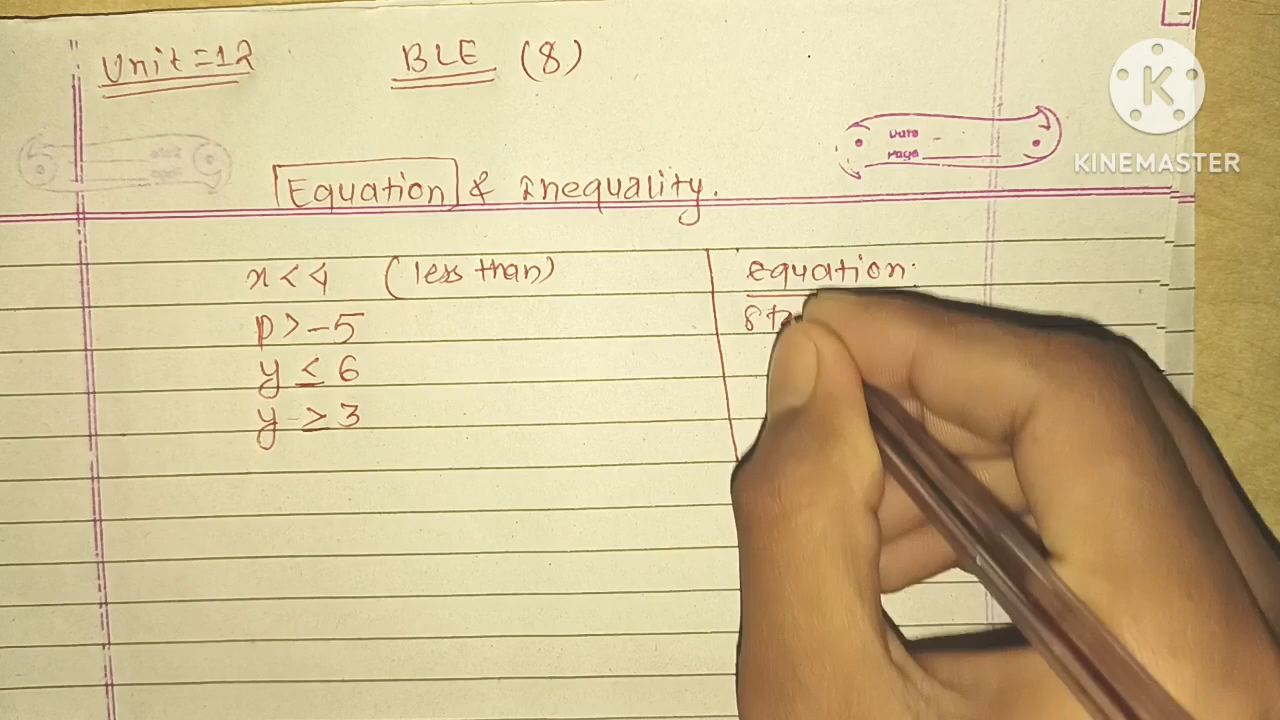 Unit=12 BLE (8)
Date
Page
K
KINEMASTER
Equation & Inequality.
x < 4 (less than)
p > -5
y ≤ 6
y ≥ 3
equation.